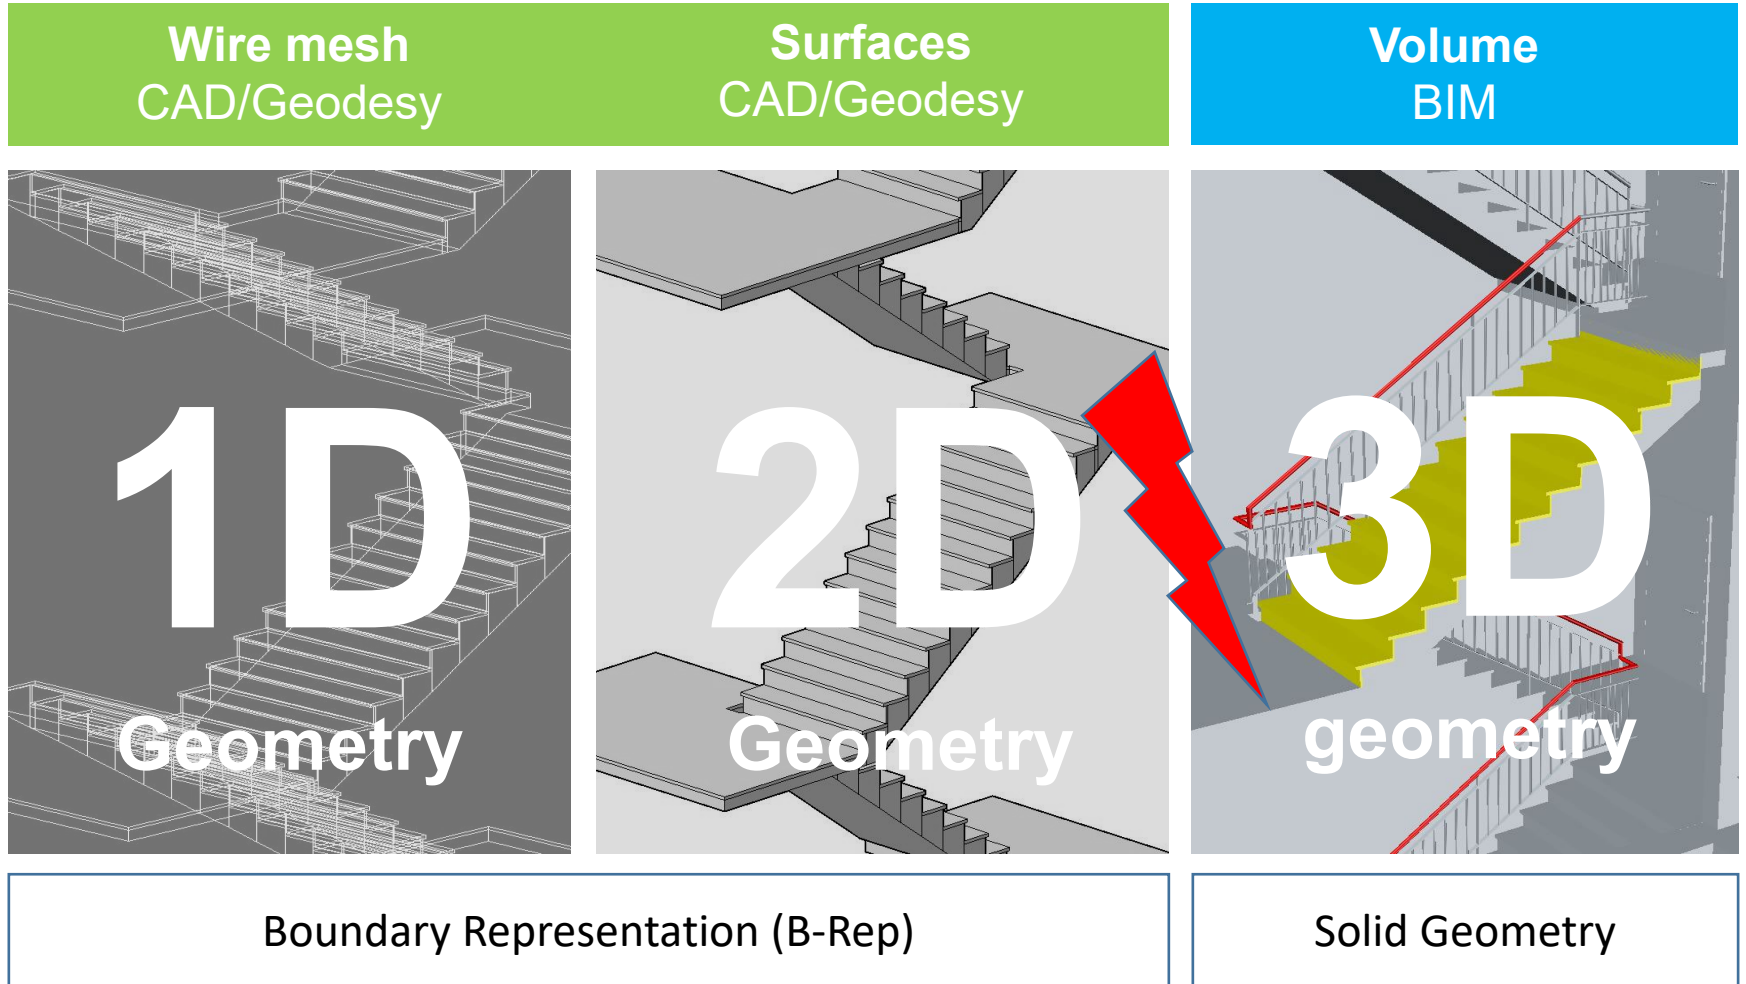 Wire mesh
CAD/Geodesy
Surfaces
CAD/Geodesy
Volume
BIM
1D
Geometry
2D
Geometry
3D
geometry
Boundary Representation (B-Rep)
Solid Geometry